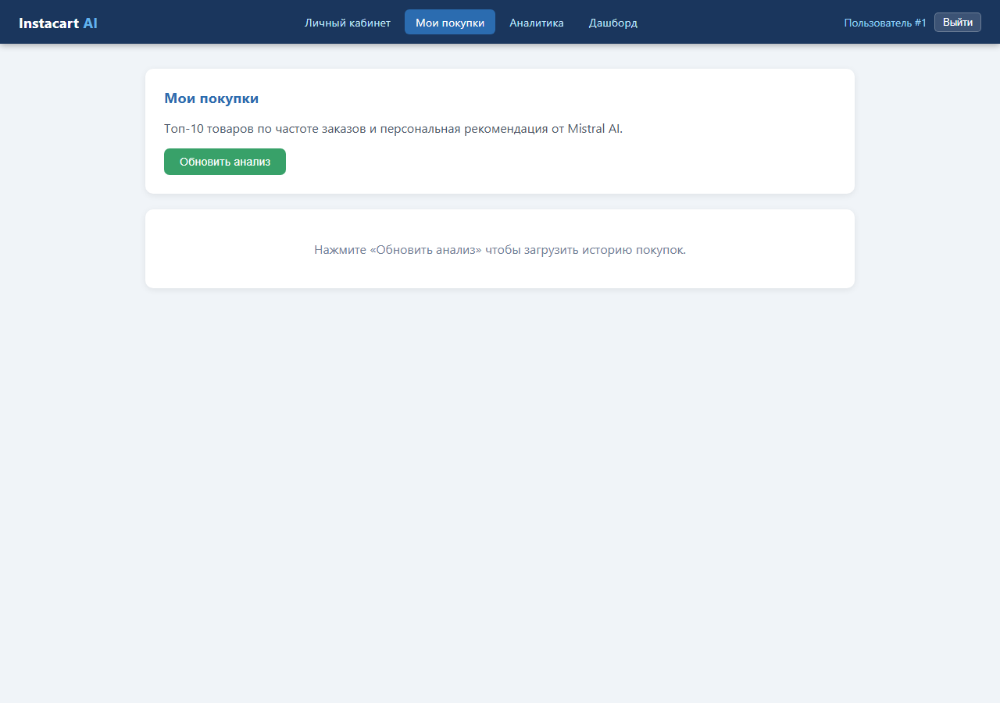 Instacart AI
Личный кабинет
Мои покупки
Аналитика
Дашборд
Пользователь #1
Выйти
Мои покупки
Топ-10 товаров по частоте заказов и персональная рекомендация от Mistral AI.
Обновить анализ
Нажмите «Обновить анализ» чтобы загрузить историю покупок.